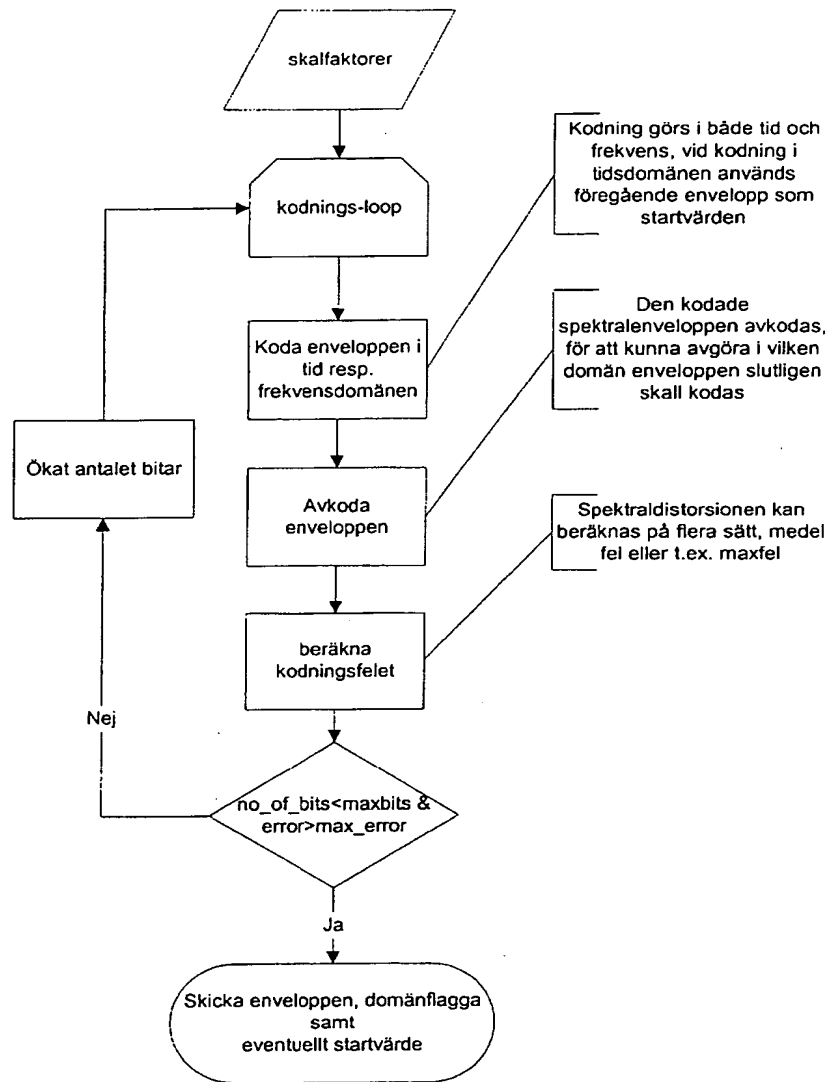 skalfaktorer
kodnings-loop
Kodning görs i både tid och
frekvens, vid kodning i
tidsdomänen används
föregående envelopp som
startvärden
Koda enveloppen i
tid resp.
frekvensdomänen
Den kodade
spektralenveloppen avkodas,
för att kunna avgöra i vilken
domän enveloppen slutligen
skall kodas
Ökat antalet bitar
Avkoda
enveloppen
Spektraldistorsionen kan
beräknas på flera sätt, medel
fel eller t.ex. maxfel
beräkna
kodningsfelet
Nej
no_of_bits<maxbits &
error>max_error
Ja
Skicka enveloppen, domänflagga
samt
eventuellt startvärde